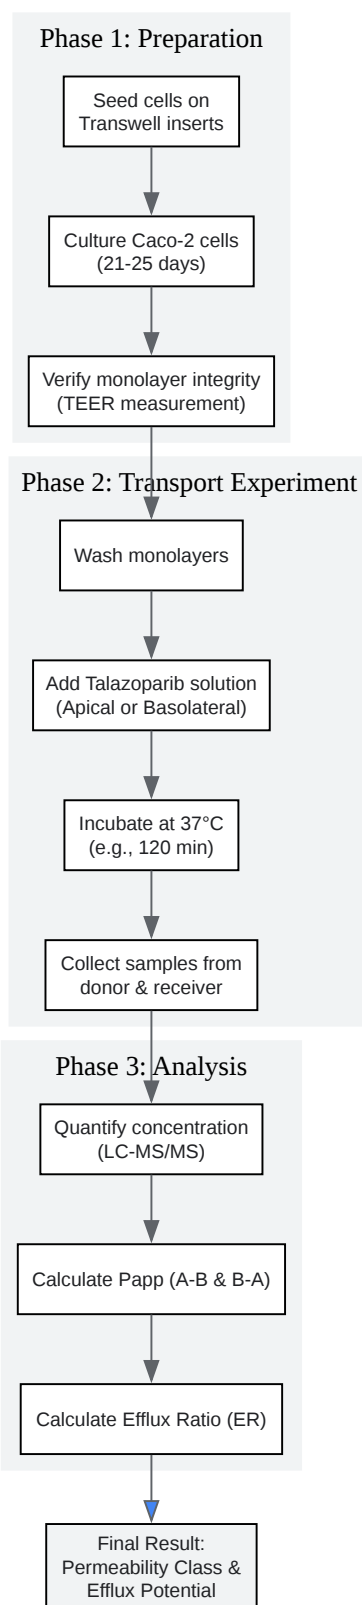 Phase 1: Preparation
Seed cells on
Transwell inserts
Culture Caco-2 cells
(21-25 days)
Verify monolayer integrity
(TEER measurement)
Phase 2: Transport Experiment
Wash monolayers
Add Talazoparib solution
(Apical or Basolateral)
Incubate at 37°C
(e.g., 120 min)
Collect samples from
donor & receiver
Phase 3: Analysis
Quantify concentration
(LC-MS/MS)
Calculate Papp (A-B & B-A)
Calculate Efflux Ratio (ER)
Final Result:
Permeability Class &
Efflux Potential